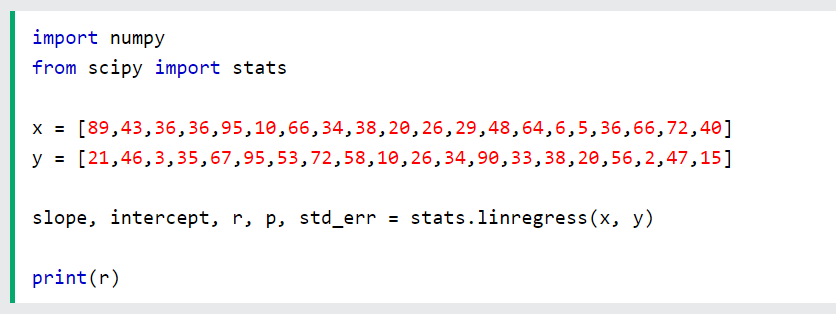 import numpy
from scipy import stats
x = [89,43,36,36,95,10,66,34,38,20,26,29,48,64,6,5,36,66,72,40]
y = [21,46,3,35,67,95,53,72,58,10,26,34,90,33,38,20,56,2,47,15]
slope, intercept, r, p, std_err = stats.linregress(x, y)
print(r)